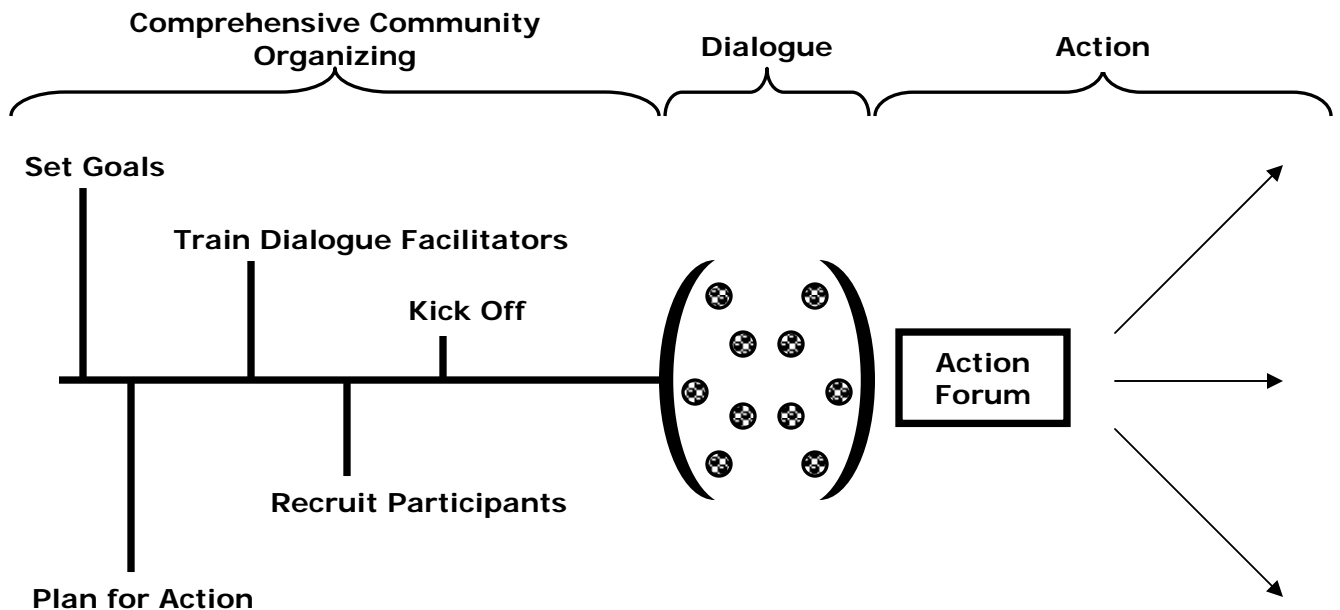 Comprehensive Community
Organizing
Dialogue
Action
Set Goals
Train Dialogue Facilitators
Kick Off
Action
Forum
Recruit Participants
Plan for Action